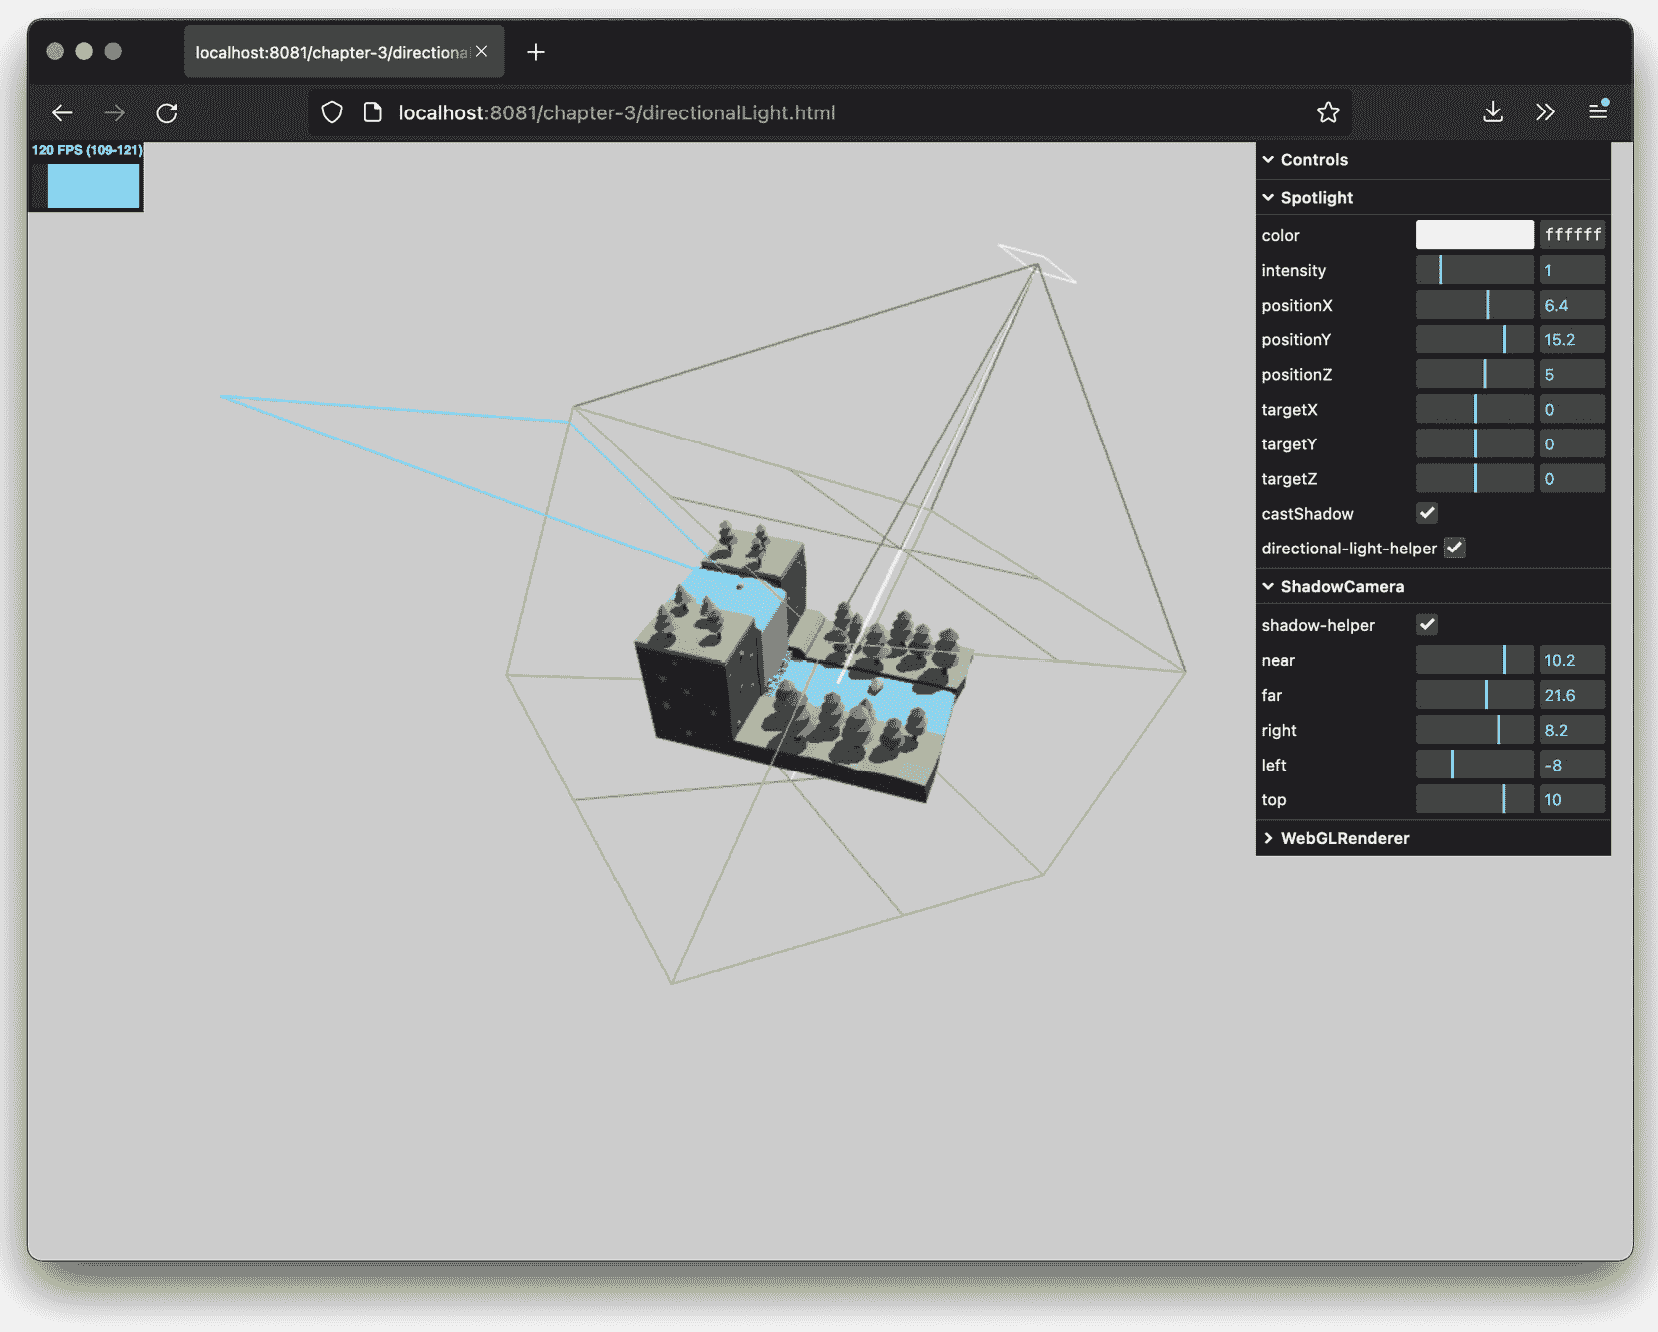 localhost:8081/chapter-3/directiona
localhost:8081/chapter-3/directionalLight.html
120 FPS (109-121)
Controls
Spotlight
color ffffff
intensity 1
positionX 6.4
positionY 15.2
positionZ 5
targetX 0
targetY 0
targetZ 0
castShadow
directional-light-helper
ShadowCamera
shadow-helper
near 10.2
far 21.6
right 8.2
left -8
top 10
WebGLRenderer